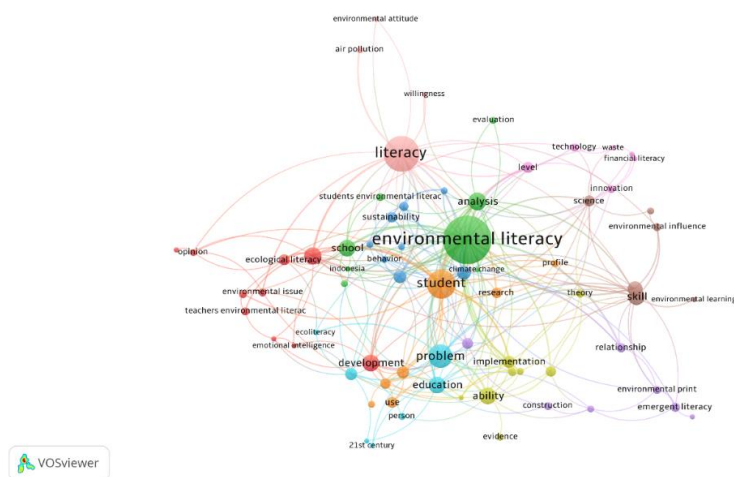 environmental attitude
air pollution
willingness
evaluation
literacy
technology
waste
financial literacy
level
innovation
students environmental literac
analysis
science
sustainability
environmental influence
environmental literacy
school
opinion
ecological literacy
behavior
indonesia
climate change
profile
student
environmental issue
research
theory
skill
environmental learning
teachers environmental literac
ecoliteracy
emotional intelligence
relationship
problem
development
implementation
education
environmental print
ability
use
construction
emergent literacy
person
evidence
21st century
VOSviewer